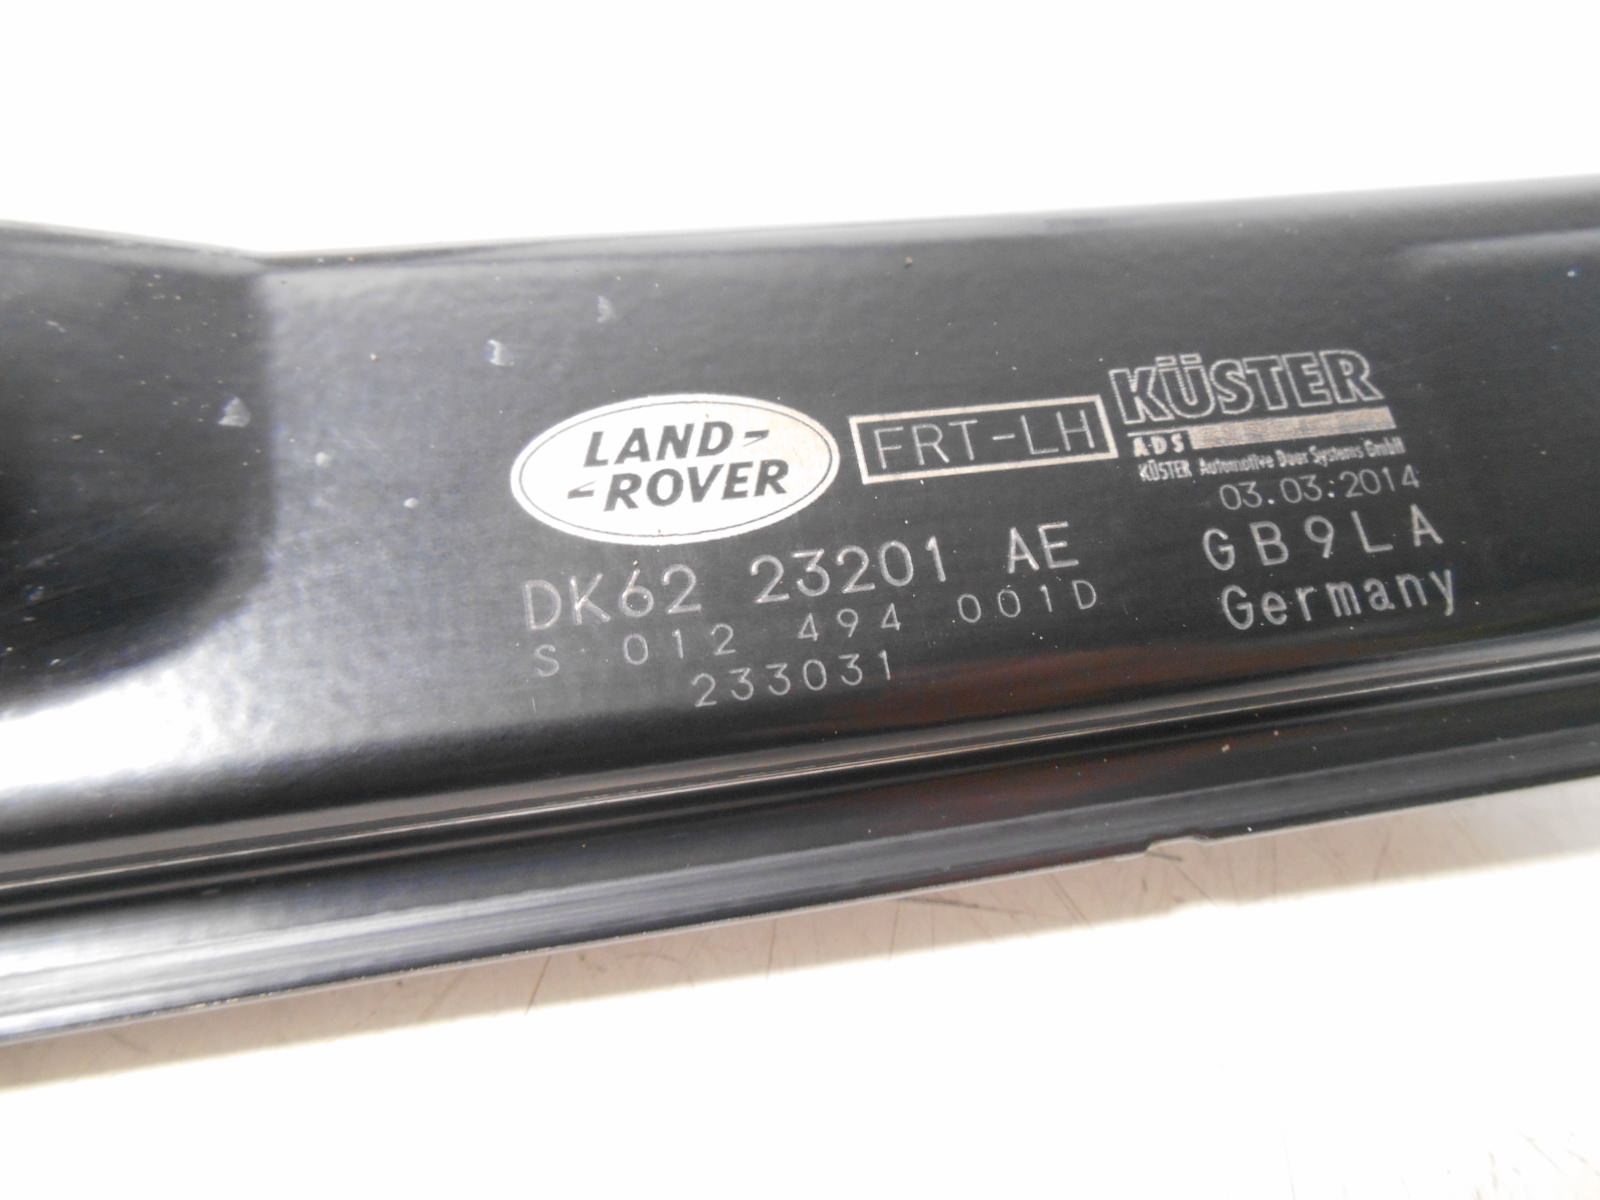 LAND-
-ROVER
FRT-LH
KÜSTER
ADS
KÜSTER Automotive Door Systems GmbH
03.03.2014
DK62 23201 AE
GB9LA
S 012 494 001D
Germany
233031